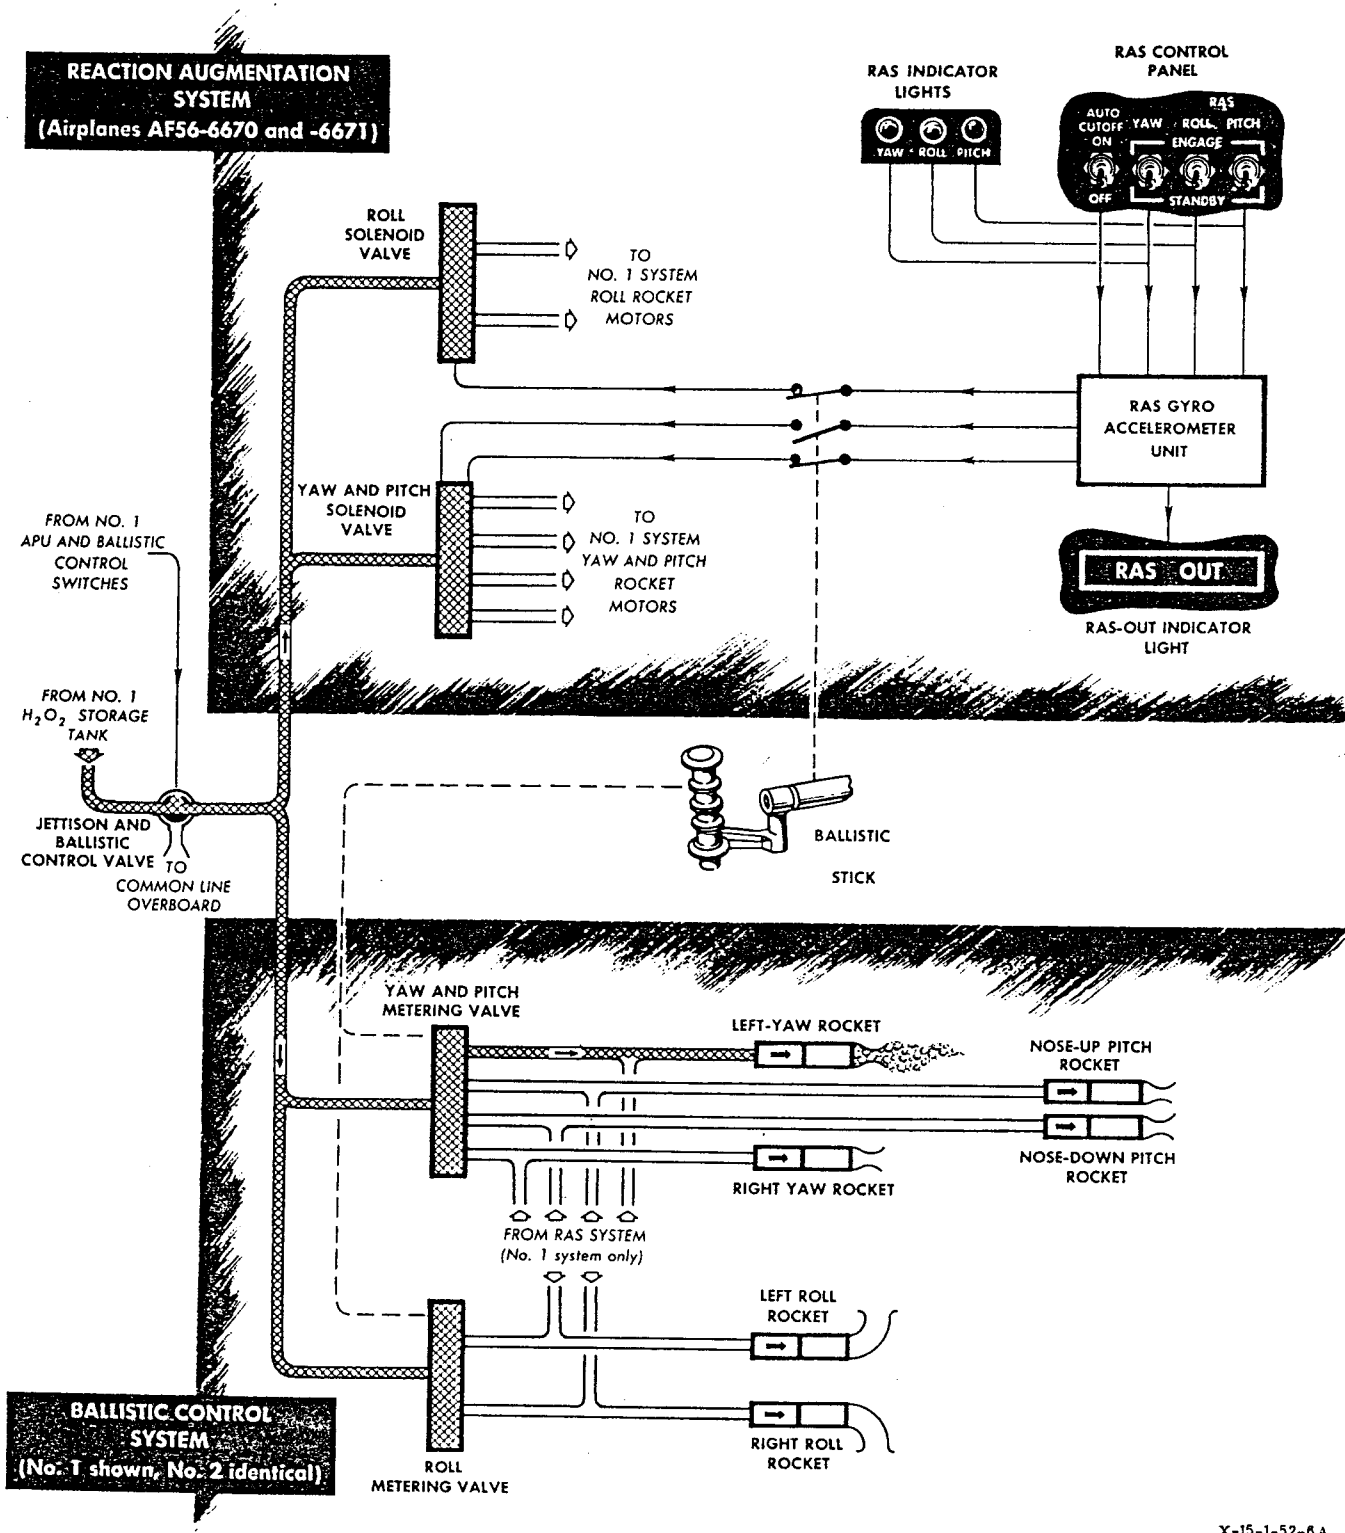 REACTION AUGMENTATION
SYSTEM
(Airplanes AF56-6670 and -6671)
RAS INDICATOR
LIGHTS
YAW ROLL PITCH
RAS CONTROL
PANEL
RAS
AUTO
CUTOFF
ON
YAW ROLL PITCH
ENGAGE
OFF
STANDBY
ROLL
SOLENOID
VALVE
TO
NO. 1 SYSTEM
ROLL ROCKET
MOTORS
RAS GYRO
ACCELEROMETER
UNIT
YAW AND PITCH
SOLENOID
VALVE
TO
NO. 1 SYSTEM
YAW AND PITCH
ROCKET
MOTORS
RAS OUT
RAS-OUT INDICATOR
LIGHT
FROM NO. 1
APU AND BALLISTIC
CONTROL
SWITCHES
FROM NO. 1
H2O2 STORAGE
TANK
JETTISON AND
BALLISTIC
CONTROL VALVE
TO
COMMON LINE
OVERBOARD
BALLISTIC
STICK
YAW AND PITCH
METERING VALVE
LEFT-YAW ROCKET
NOSE-UP PITCH
ROCKET
NOSE-DOWN PITCH
ROCKET
RIGHT YAW ROCKET
FROM RAS SYSTEM
(No. 1 system only)
LEFT ROLL
ROCKET
RIGHT ROLL
ROCKET
ROLL
METERING VALVE
BALLISTIC CONTROL
SYSTEM
(No. 1 shown, No. 2 identical)
X-15-1-52-6A